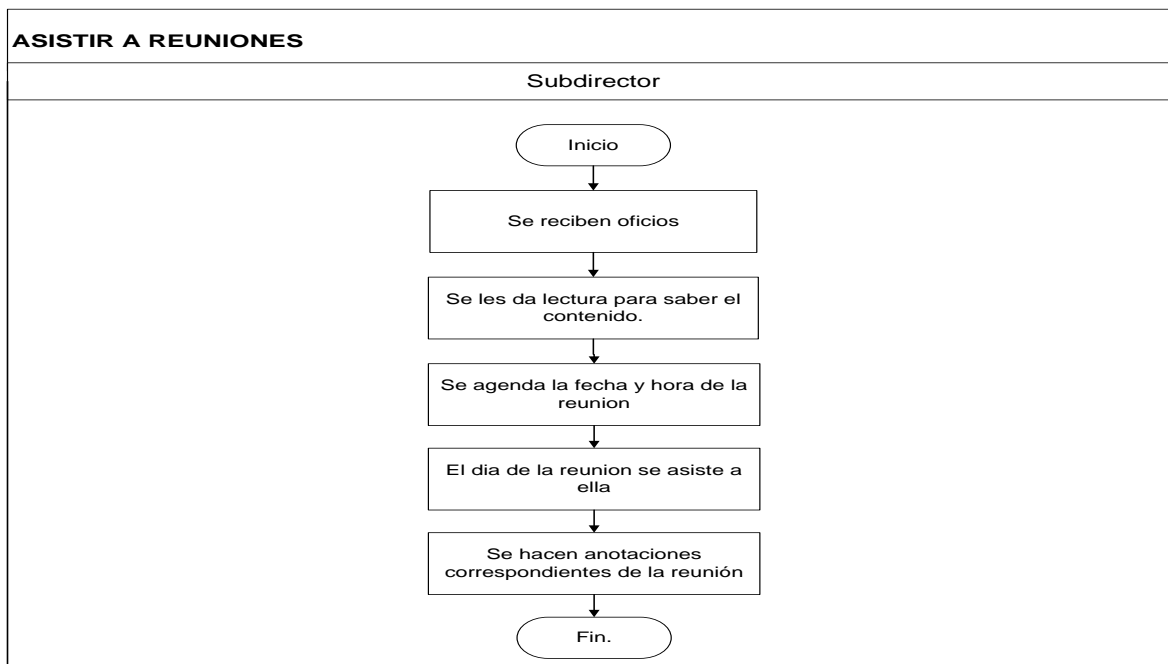 ASISTIR A REUNIONES
Subdirector
Inicio
Se reciben oficios
Se les da lectura para saber el
contenido.
Se agenda la fecha y hora de la
reunion
El dia de la reunion se asiste a
ella
Se hacen anotaciones
correspondientes de la reunión
Fin.